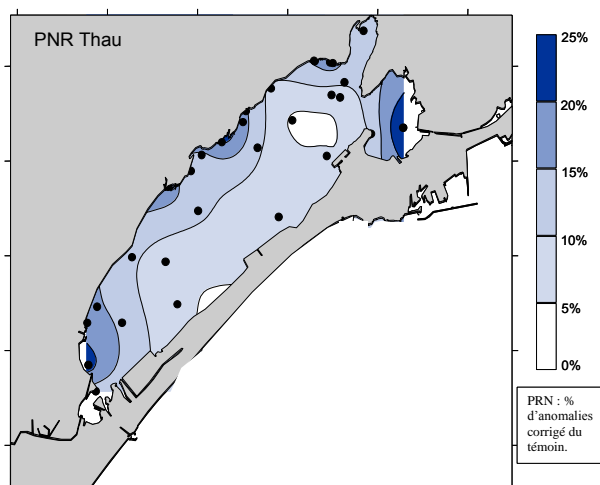 PNR Thau
25%
20%
15%
10%
5%
0%
PRN : %
d'anomalies
corrigé du
témoin.